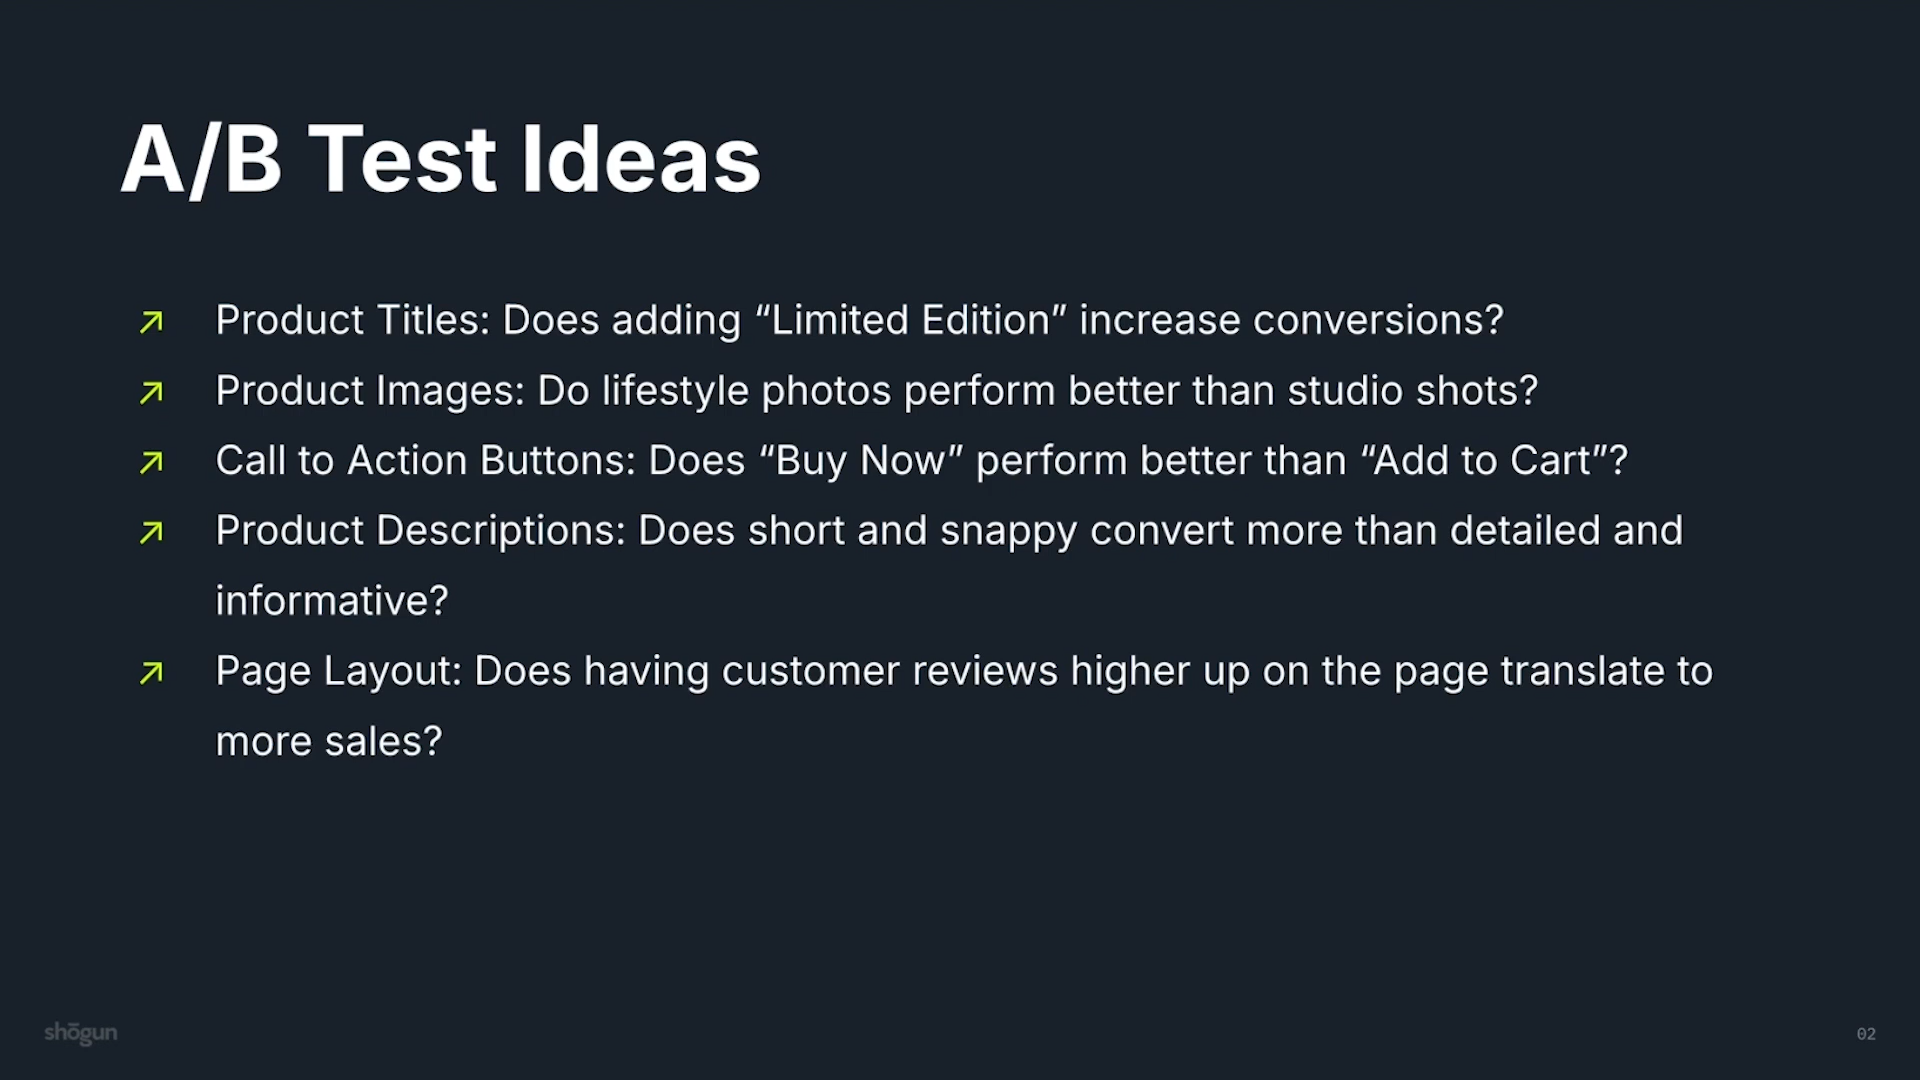 A/B Test Ideas
Product Titles: Does adding “Limited Edition” increase conversions?
Product Images: Do lifestyle photos perform better than studio shots?
Call to Action Buttons: Does “Buy Now” perform better than “Add to Cart”?
Product Descriptions: Does short and snappy convert more than detailed and
informative?
Page Layout: Does having customer reviews higher up on the page translate to
more sales?
shōgun
02